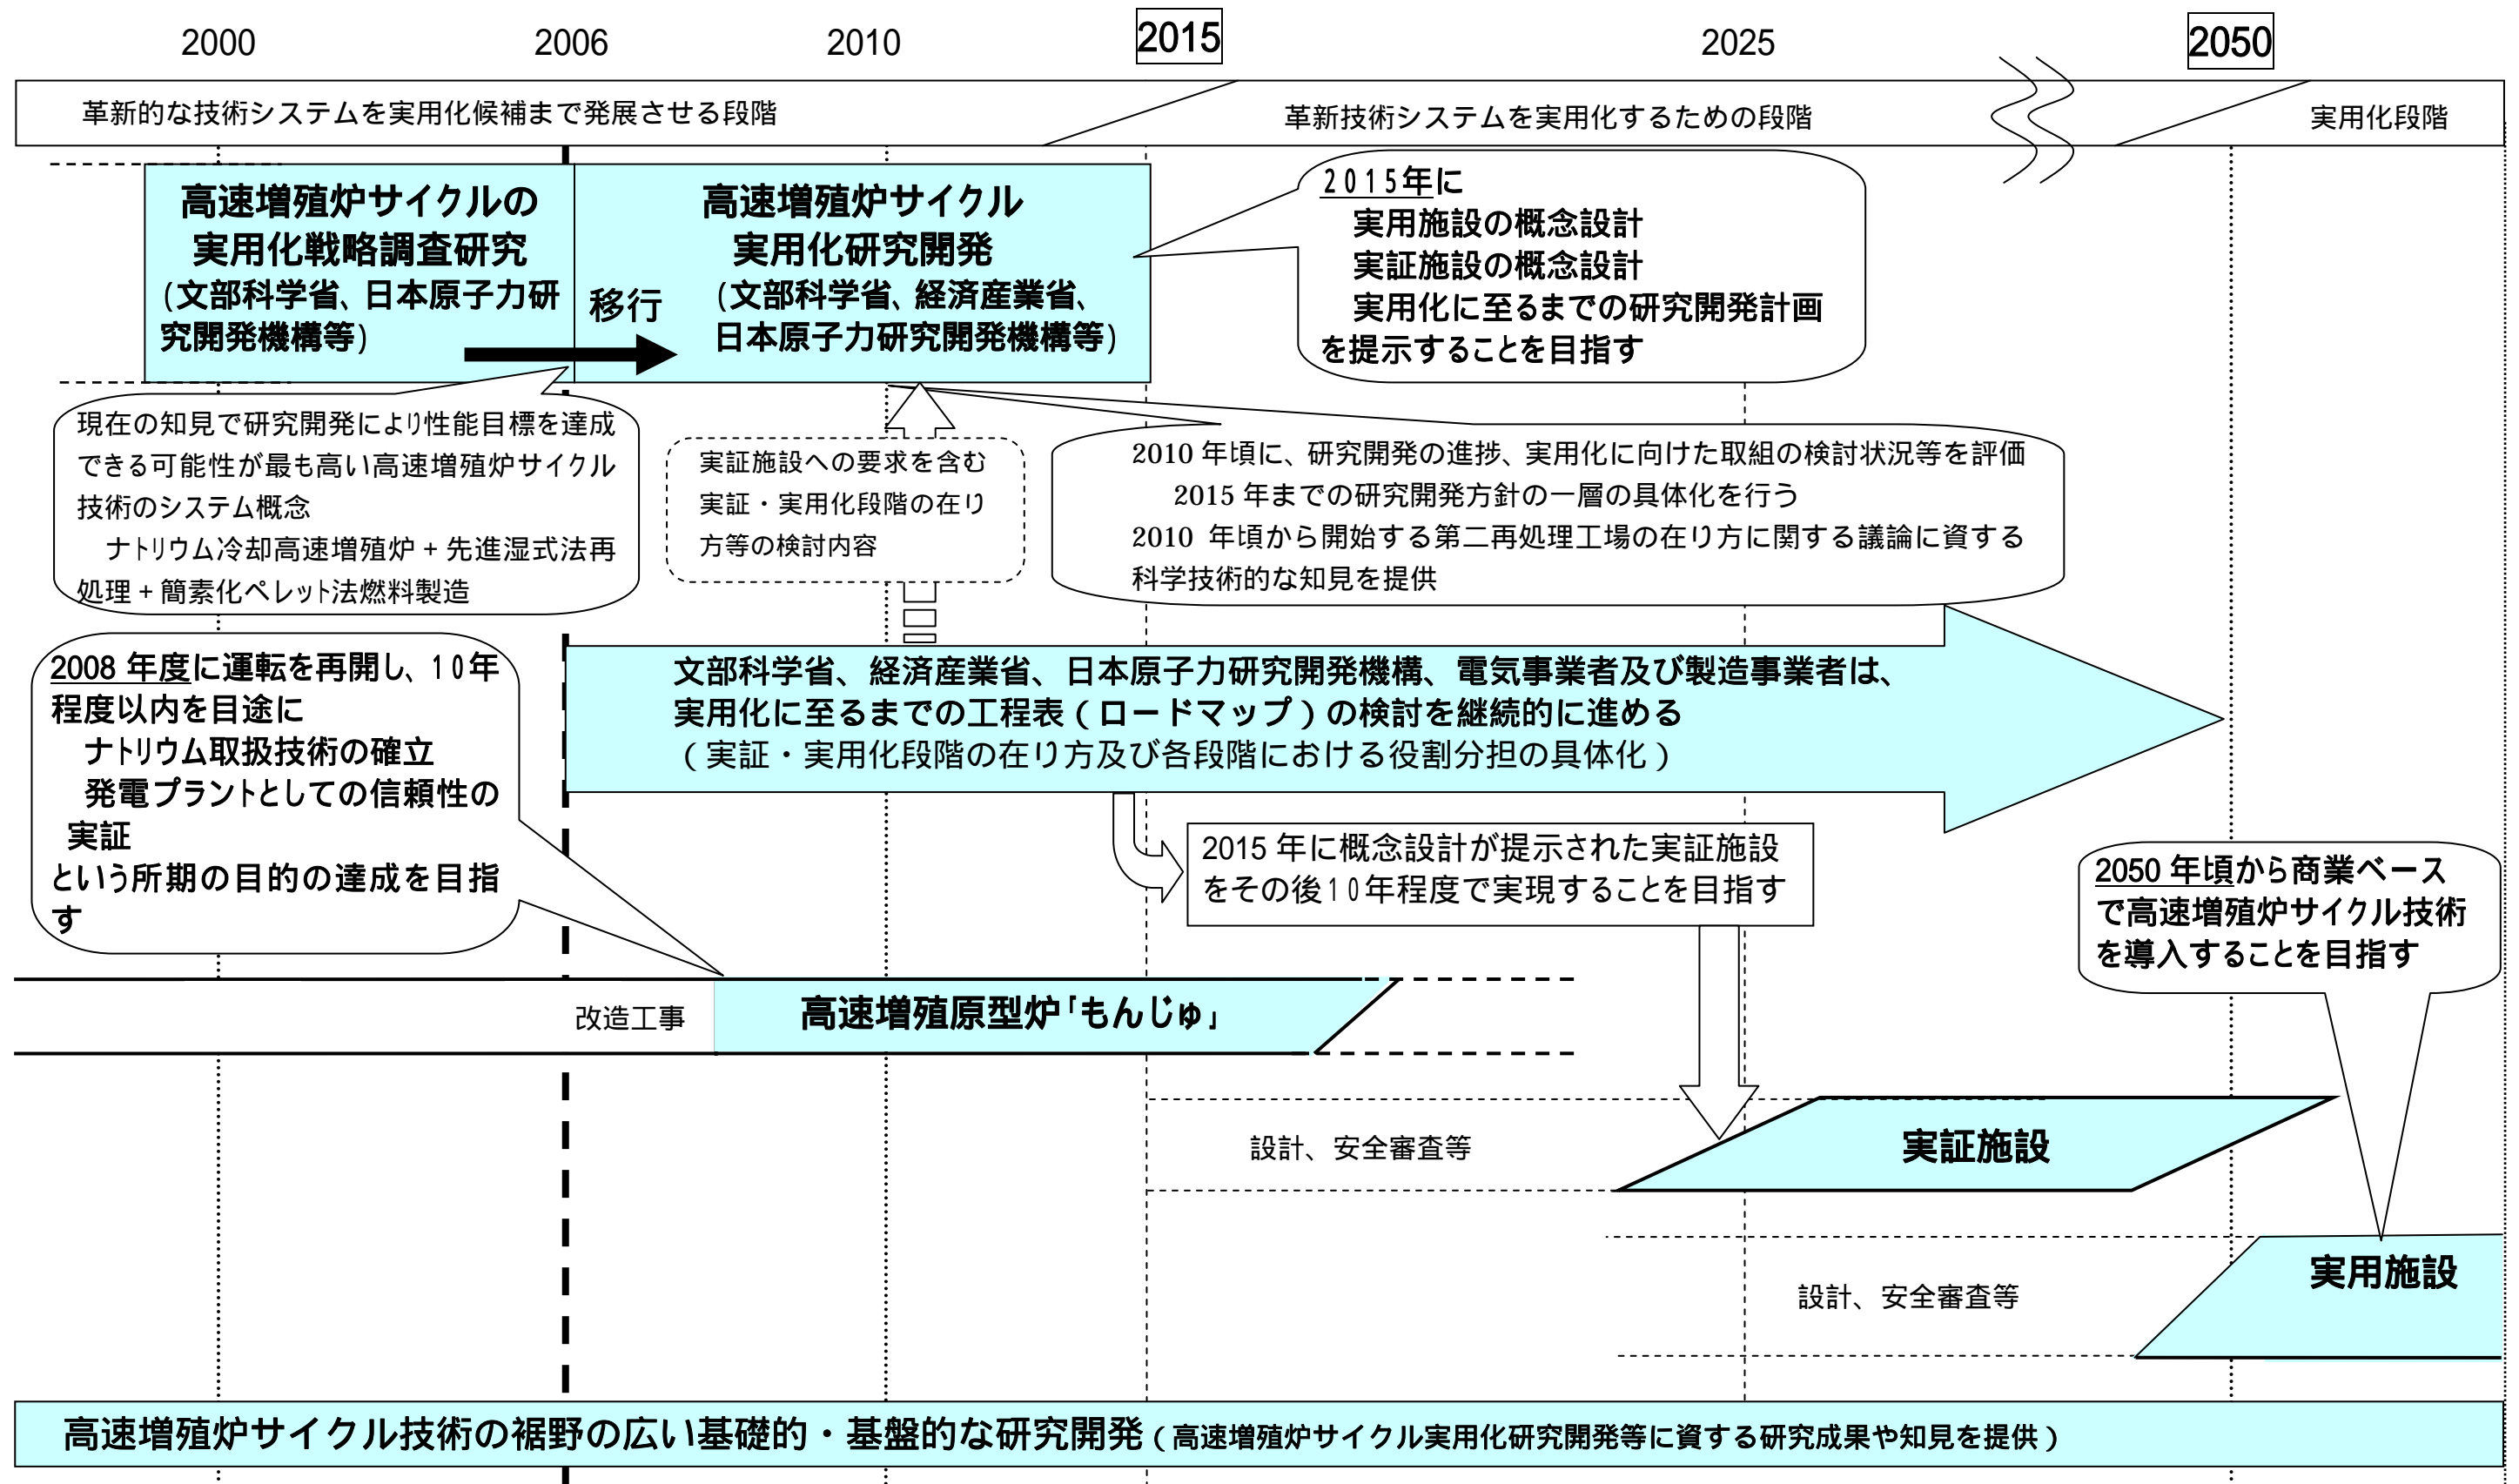 2000
2006
2010
2015
2025
2050
革新的な技術システムを実用化候補まで発展させる段階
革新技術システムを実用化するための段階
実用化段階
高速増殖炉サイクルの
実用化戦略調査研究
(文部科学省、日本原子力研
究開発機構等)
移行
高速増殖炉サイクル
実用化研究開発
(文部科学省、経済産業省、
日本原子力研究開発機構等)
2015年に
実用施設の概念設計
実証施設の概念設計
実用化に至るまでの研究開発計画
を提示することを目指す
現在の知見で研究開発により性能目標を達成
できる可能性が最も高い高速増殖炉サイクル
技術のシステム概念
ナトリウム冷却高速増殖炉+先進湿式法再
処理+簡素化ペレット法燃料製造
実証施設への要求を含む
実証・実用化段階の在り
方等の検討内容
2010 年頃に、研究開発の進捗、実用化に向けた取組の検討状況等を評価
2015 年までの研究開発方針の一層の具体化を行う
2010 年頃から開始する第二再処理工場の在り方に関する議論に資する
科学技術的な知見を提供
2008 年度に運転を再開し、10年
程度以内を目途に
ナトリウム取扱技術の確立
発電プラントとしての信頼性の
実証
という所期の目的の達成を目指
す
文部科学省、経済産業省、日本原子力研究開発機構、電気事業者及び製造事業者は、
実用化に至るまでの工程表(ロードマップ)の検討を継続的に進める
(実証・実用化段階の在り方及び各段階における役割分担の具体化)
2015 年に概念設計が提示された実証施設
をその後10年程度で実現することを目指す
2050 年頃から商業ベース
で高速増殖炉サイクル技術
を導入することを目指す
改造工事
高速増殖原型炉「もんじゅ」
設計、安全審査等
実証施設
設計、安全審査等
実用施設
高速増殖炉サイクル技術の裾野の広い基礎的・基盤的な研究開発(高速増殖炉サイクル実用化研究開発等に資する研究成果や知見を提供)